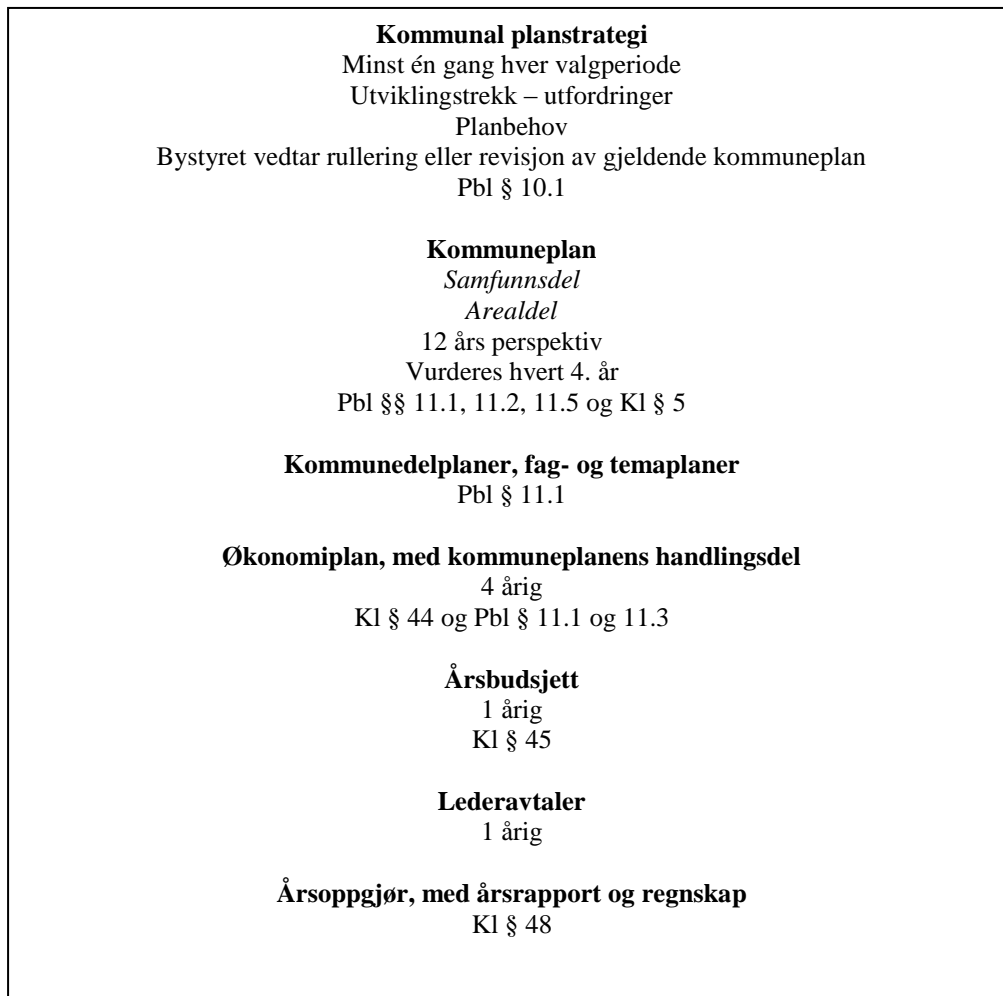 Kommunal planstrategi
Minst én gang hver valgperiode
Utviklingstrekk – utfordringer
Planbehov
Bystyret vedtar rullering eller revisjon av gjeldende kommuneplan
Pbl § 10.1
Kommuneplan
Samfunnsdel
Arealdel
12 års perspektiv
Vurderes hvert 4. år
Pbl §§ 11.1, 11.2, 11.5 og Kl § 5
Kommunedelplaner, fag- og temaplaner
Pbl § 11.1
Økonomiplan, med kommuneplanens handlingsdel
4 årig
Kl § 44 og Pbl § 11.1 og 11.3
Årsbudsjett
1 årig
Kl § 45
Lederavtaler
1 årig
Årsoppgjør, med årsrapport og regnskap
Kl § 48